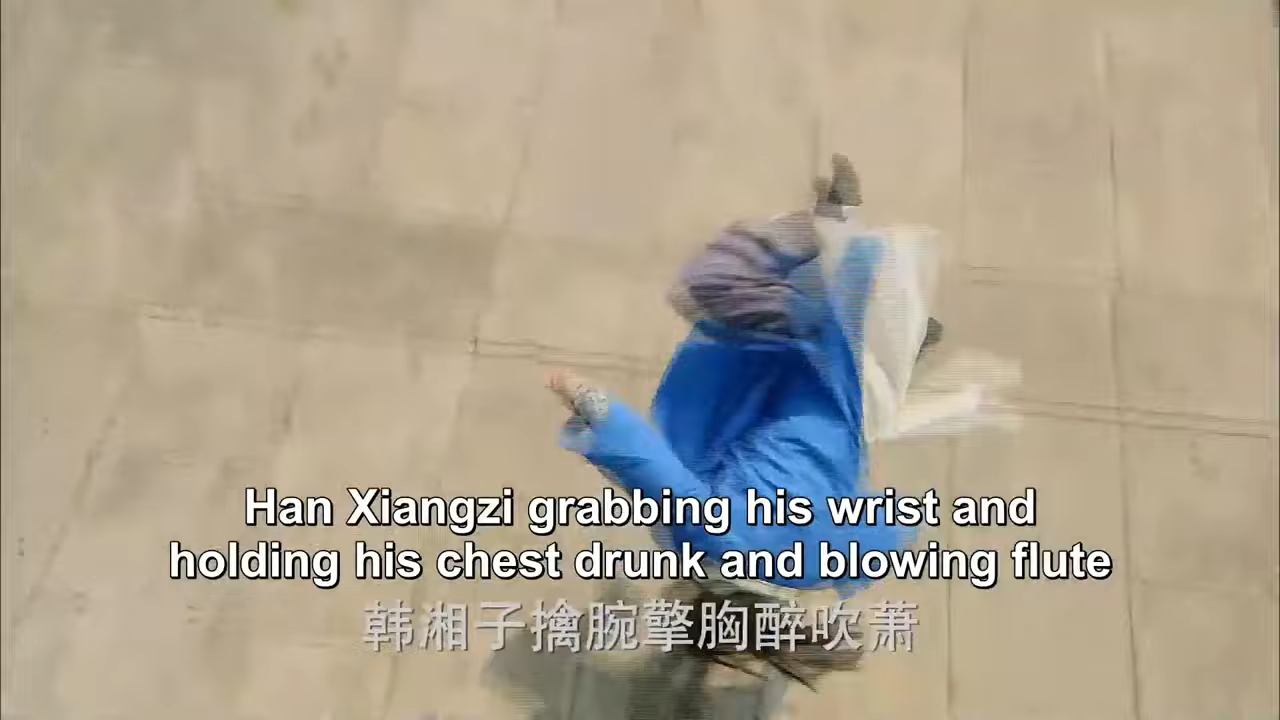 Han Xiangzi grabbing his wrist and
holding his chest drunk and blowing flute
韩湘子擒腕擎胸醉吹萧